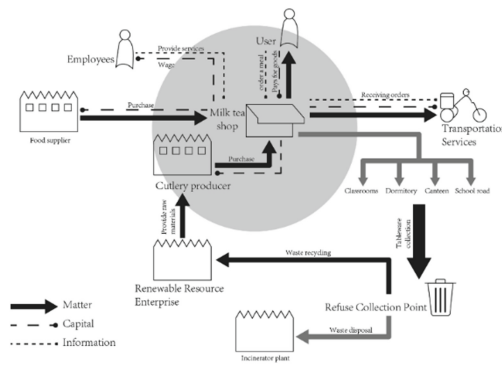 User
Employees
Provide services
Wage
order a meal
Pays for goods
Purchase
Milk tea
shop
Receiving orders
Food supplier
Transportation
Services
Purchase
Cutlery producer
Classrooms
Dormitory
Canteen
School road
Provide raw
materials
Tableware
collection
Waste recycling
Renewable Resource
Enterprise
Refuse Collection Point
Matter
Capital
Information
Waste disposal
Incinerator plant